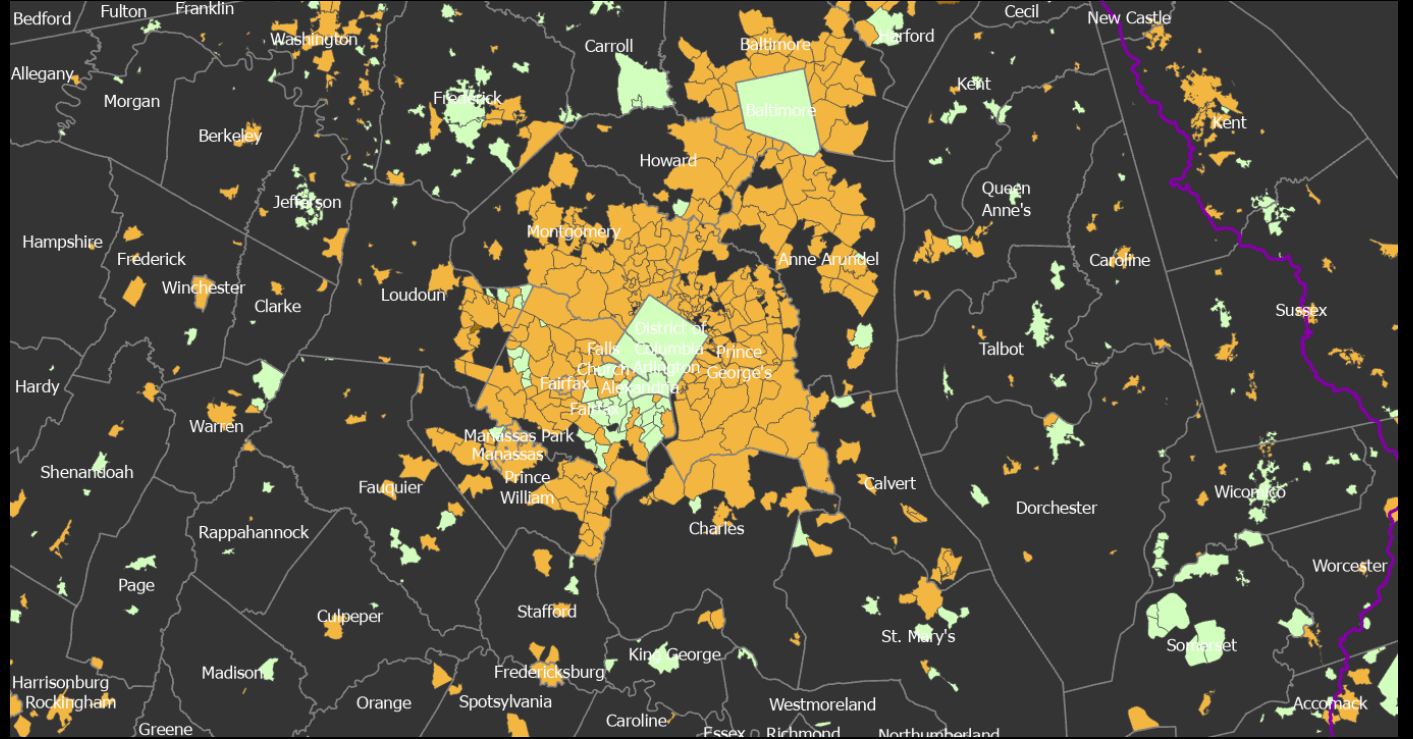 Bedford
Fulton
Franklin
Cecil
New Castle
Washington
Carroll
Baltimore
Harford
Allegany
Morgan
Frederick
Kent
Baltimore
Berkeley
Kent
Howard
Jefferson
Queen
Anne's
Hampshire
Frederick
Montgomery
Anne Arundel
Caroline
Winchester
Clarke
Loudoun
Sussex
District of
Columbia
Falls
Church
Arlington
Prince
George's
Talbot
Hardy
Fairfax
Alexandria
Fairfax
Warren
Manassas Park
Manassas
Shenandoah
Fauquier
Prince
William
Calvert
Wicomico
Dorchester
Rappahannock
Charles
Worcester
Page
Culpeper
Stafford
St. Mary's
Somerset
Madison
Fredericksburg
King George
Harrisonburg
Rockingham
Orange
Spotsylvania
Westmoreland
Accomack
Caroline
Greene
Essex
Richmond
Northumberland